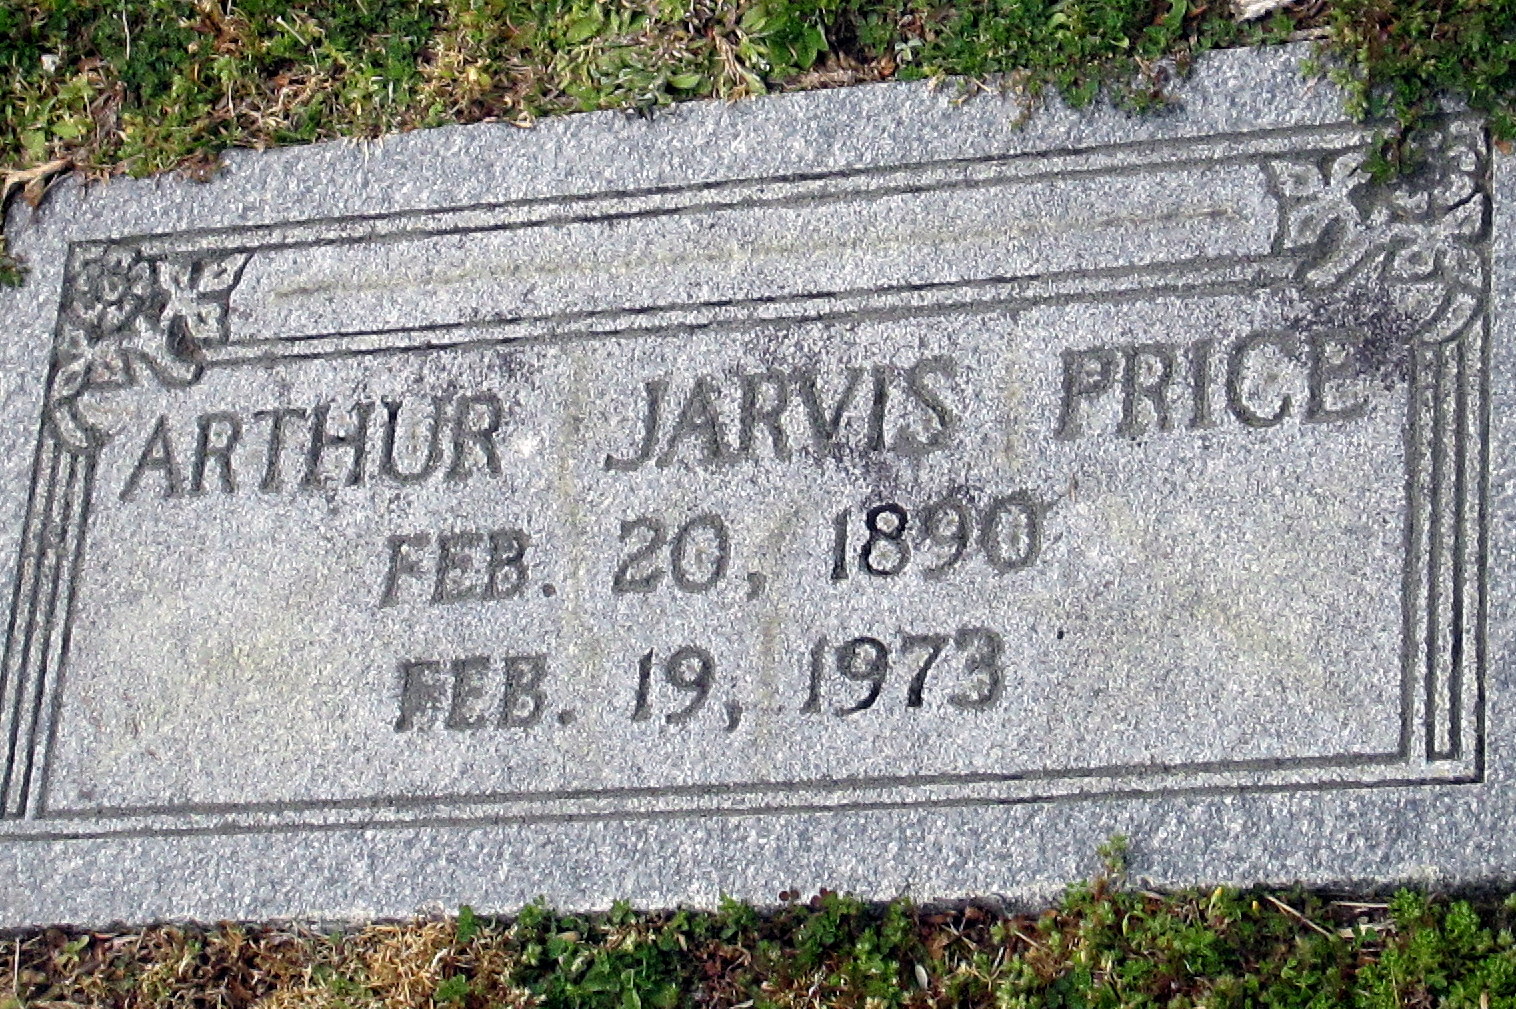 ARTHUR JARVIS PRICE
FEB. 20, 1890
FEB. 19, 1973